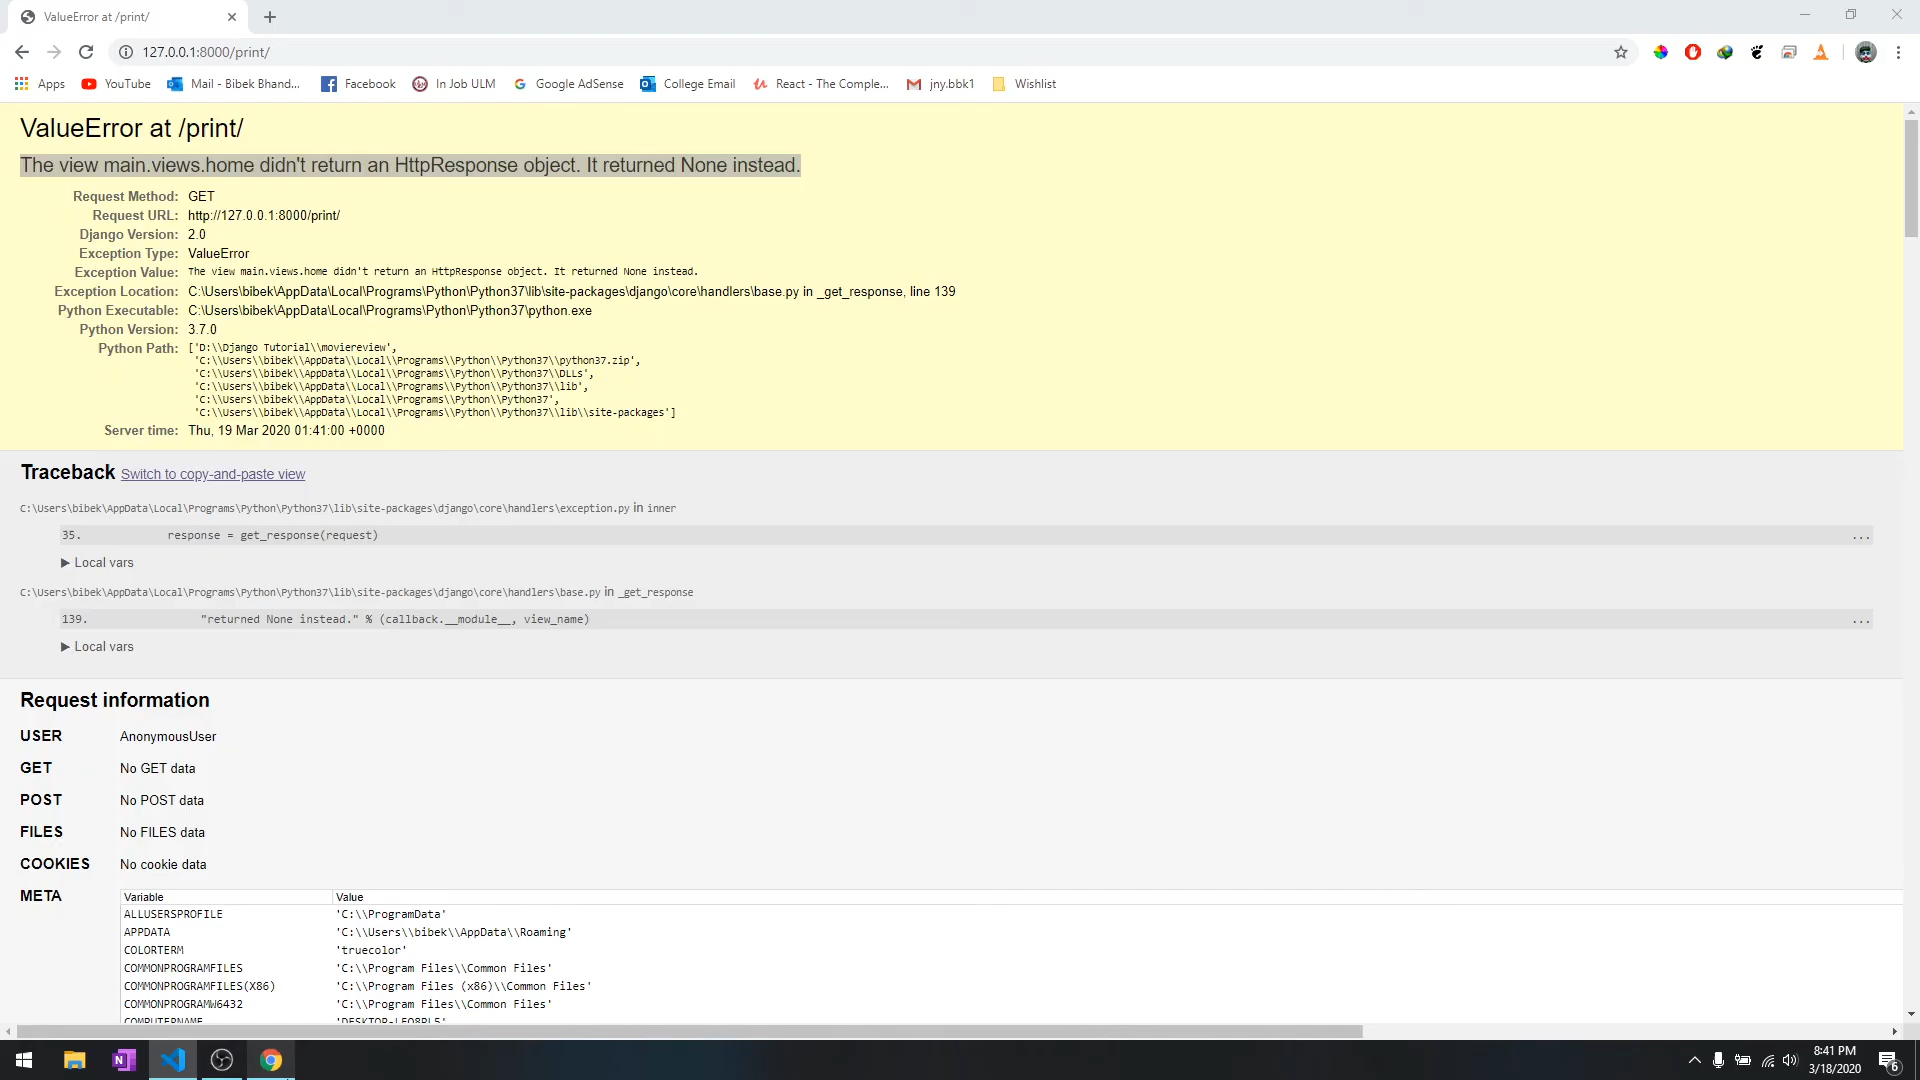 ValueError at /print/
127.0.0.1:8000/print/
Apps YouTube Mail - Bibek Bhand... Facebook In Job ULM Google AdSense College Email React - The Comple... jny.bbk1 Wishlist
ValueError at /print/
The view main.views.home didn't return an HttpResponse object. It returned None instead.
Request Method: GET
Request URL: http://127.0.0.1:8000/print/
Django Version: 2.0
Exception Type: ValueError
Exception Value: The view main.views.home didn't return an HttpResponse object. It returned None instead.
Exception Location: C:\Users\bibek\AppData\Local\Programs\Python\Python37\lib\site-packages\django\core\handlers\base.py in _get_response, line 139
Python Executable: C:\Users\bibek\AppData\Local\Programs\Python\Python37\python.exe
Python Version: 3.7.0
Python Path: ['D:\\Django Tutorial\\moviereview',
'C:\\Users\\bibek\\AppData\\Local\\Programs\\Python\\Python37\\python37.zip',
'C:\\Users\\bibek\\AppData\\Local\\Programs\\Python\\Python37\\DLLs',
'C:\\Users\\bibek\\AppData\\Local\\Programs\\Python\\Python37\\lib',
'C:\\Users\\bibek\\AppData\\Local\\Programs\\Python\\Python37',
'C:\\Users\\bibek\\AppData\\Local\\Programs\\Python\\Python37\\lib\\site-packages']
Server time: Thu, 19 Mar 2020 01:41:00 +0000
Traceback Switch to copy-and-paste view
C:\Users\bibek\AppData\Local\Programs\Python\Python37\lib\site-packages\django\core\handlers\exception.py in inner
35. response = get_response(request) ...
▶ Local vars
C:\Users\bibek\AppData\Local\Programs\Python\Python37\lib\site-packages\django\core\handlers\base.py in _get_response
139. "returned None instead." % (callback.__module__, view_name) ...
▶ Local vars
Request information
USER AnonymousUser
GET No GET data
POST No POST data
FILES No FILES data
COOKIES No cookie data
META Variable Value
ALLUSERSPROFILE 'C:\\ProgramData'
APPDATA 'C:\\Users\\bibek\\AppData\\Roaming'
COLORTERM 'truecolor'
COMMONPROGRAMFILES 'C:\\Program Files\\Common Files'
COMMONPROGRAMFILES(X86) 'C:\\Program Files (x86)\\Common Files'
COMMONPROGRAMW6432 'C:\\Program Files\\Common Files'
COMPUTERNAME
8:41 PM
3/18/2020
6